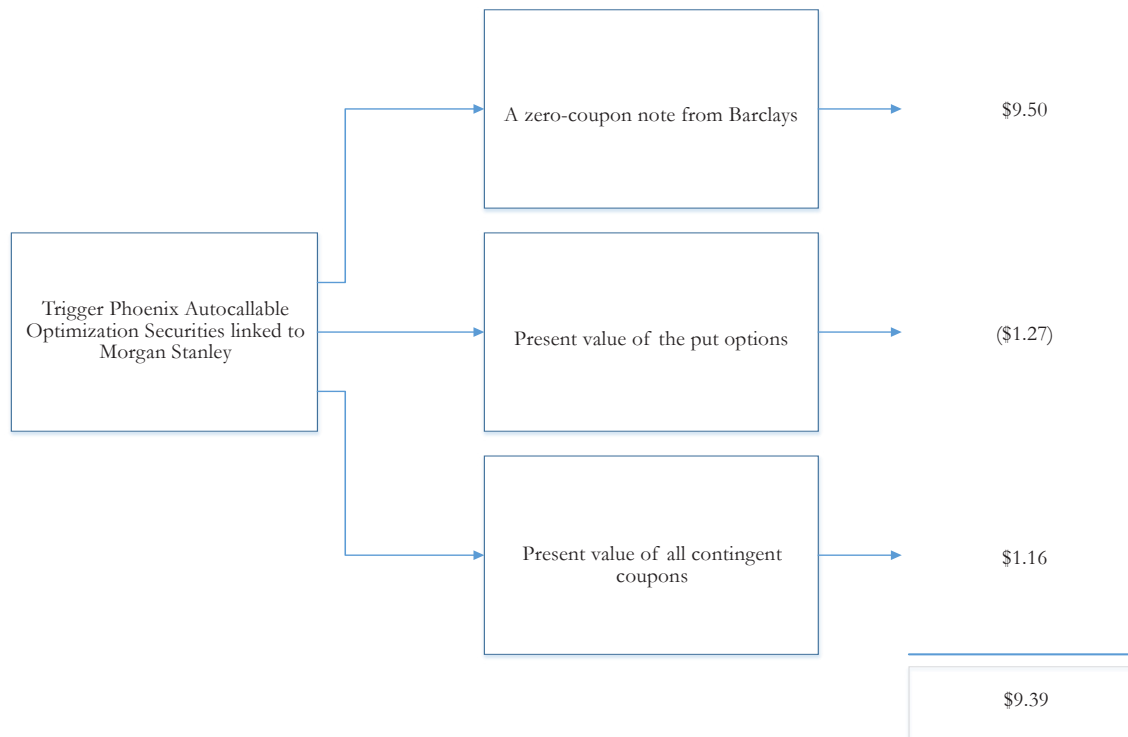 A zero-coupon note from Barclays
$9.50
Trigger Phoenix Autocallable
Optimization Securities linked to
Morgan Stanley
Present value of the put options
($1.27)
Present value of all contingent
coupons
$1.16
$9.39